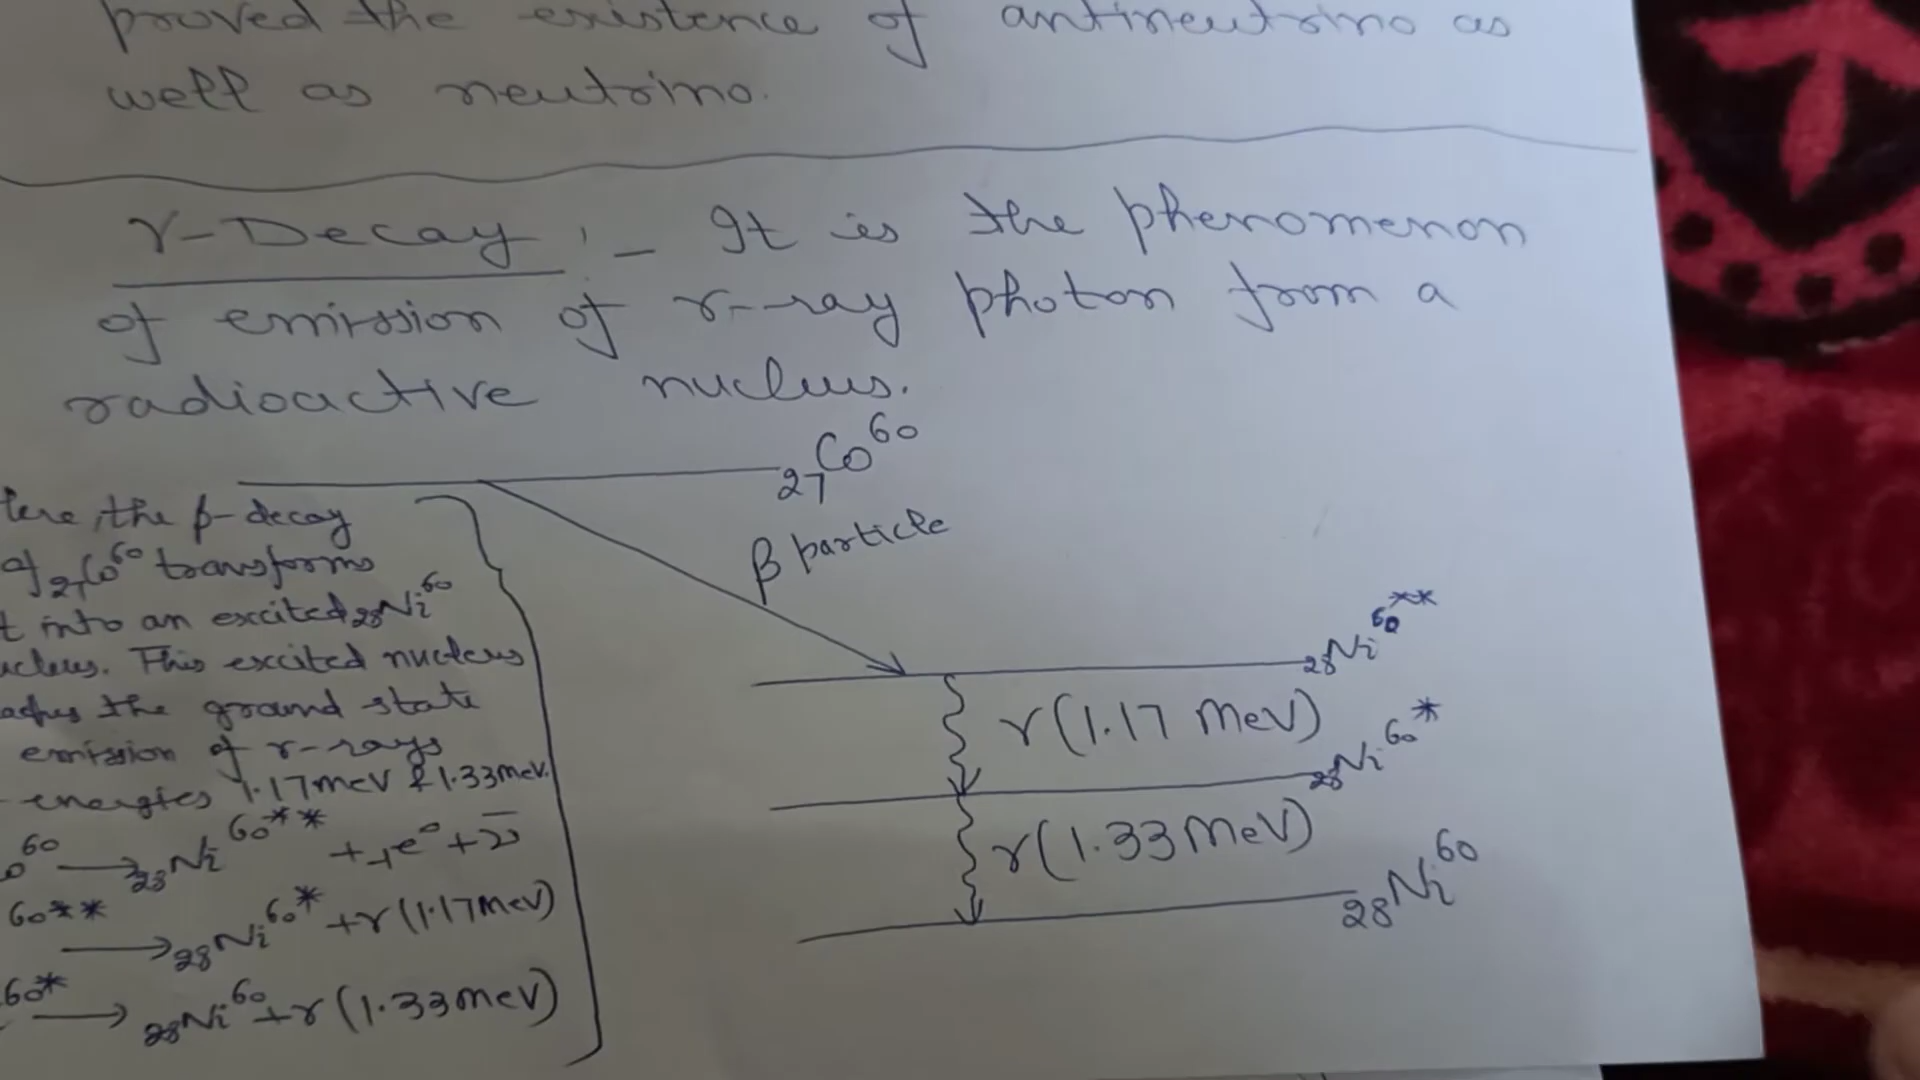 proved the existence of antineutrino as
well as neutrino.
γ-Decay :- It is the phenomenon
of emission of γ-ray photon from a
radioactive nucleus.
₂₇Co⁶⁰
β particle
₂₈Ni⁶⁰**
γ(1.17 MeV)
₂₈Ni⁶⁰*
γ(1.33 MeV)
₂₈Ni⁶⁰
the β-decay
of ₂₇Co⁶⁰ transforms
into an excited ₂₈Ni⁶⁰
This excited nucleus
the ground state
emission of γ-rays
energies 1.17 meV & 1.33 meV.
⁶⁰ → ₂₈Ni⁶⁰** + ₋₁e⁰ + ν̅
⁶⁰** → ₂₈Ni⁶⁰* + γ (1.17 MeV)
⁶⁰* → ₂₈Ni⁶⁰ + γ (1.33 meV)